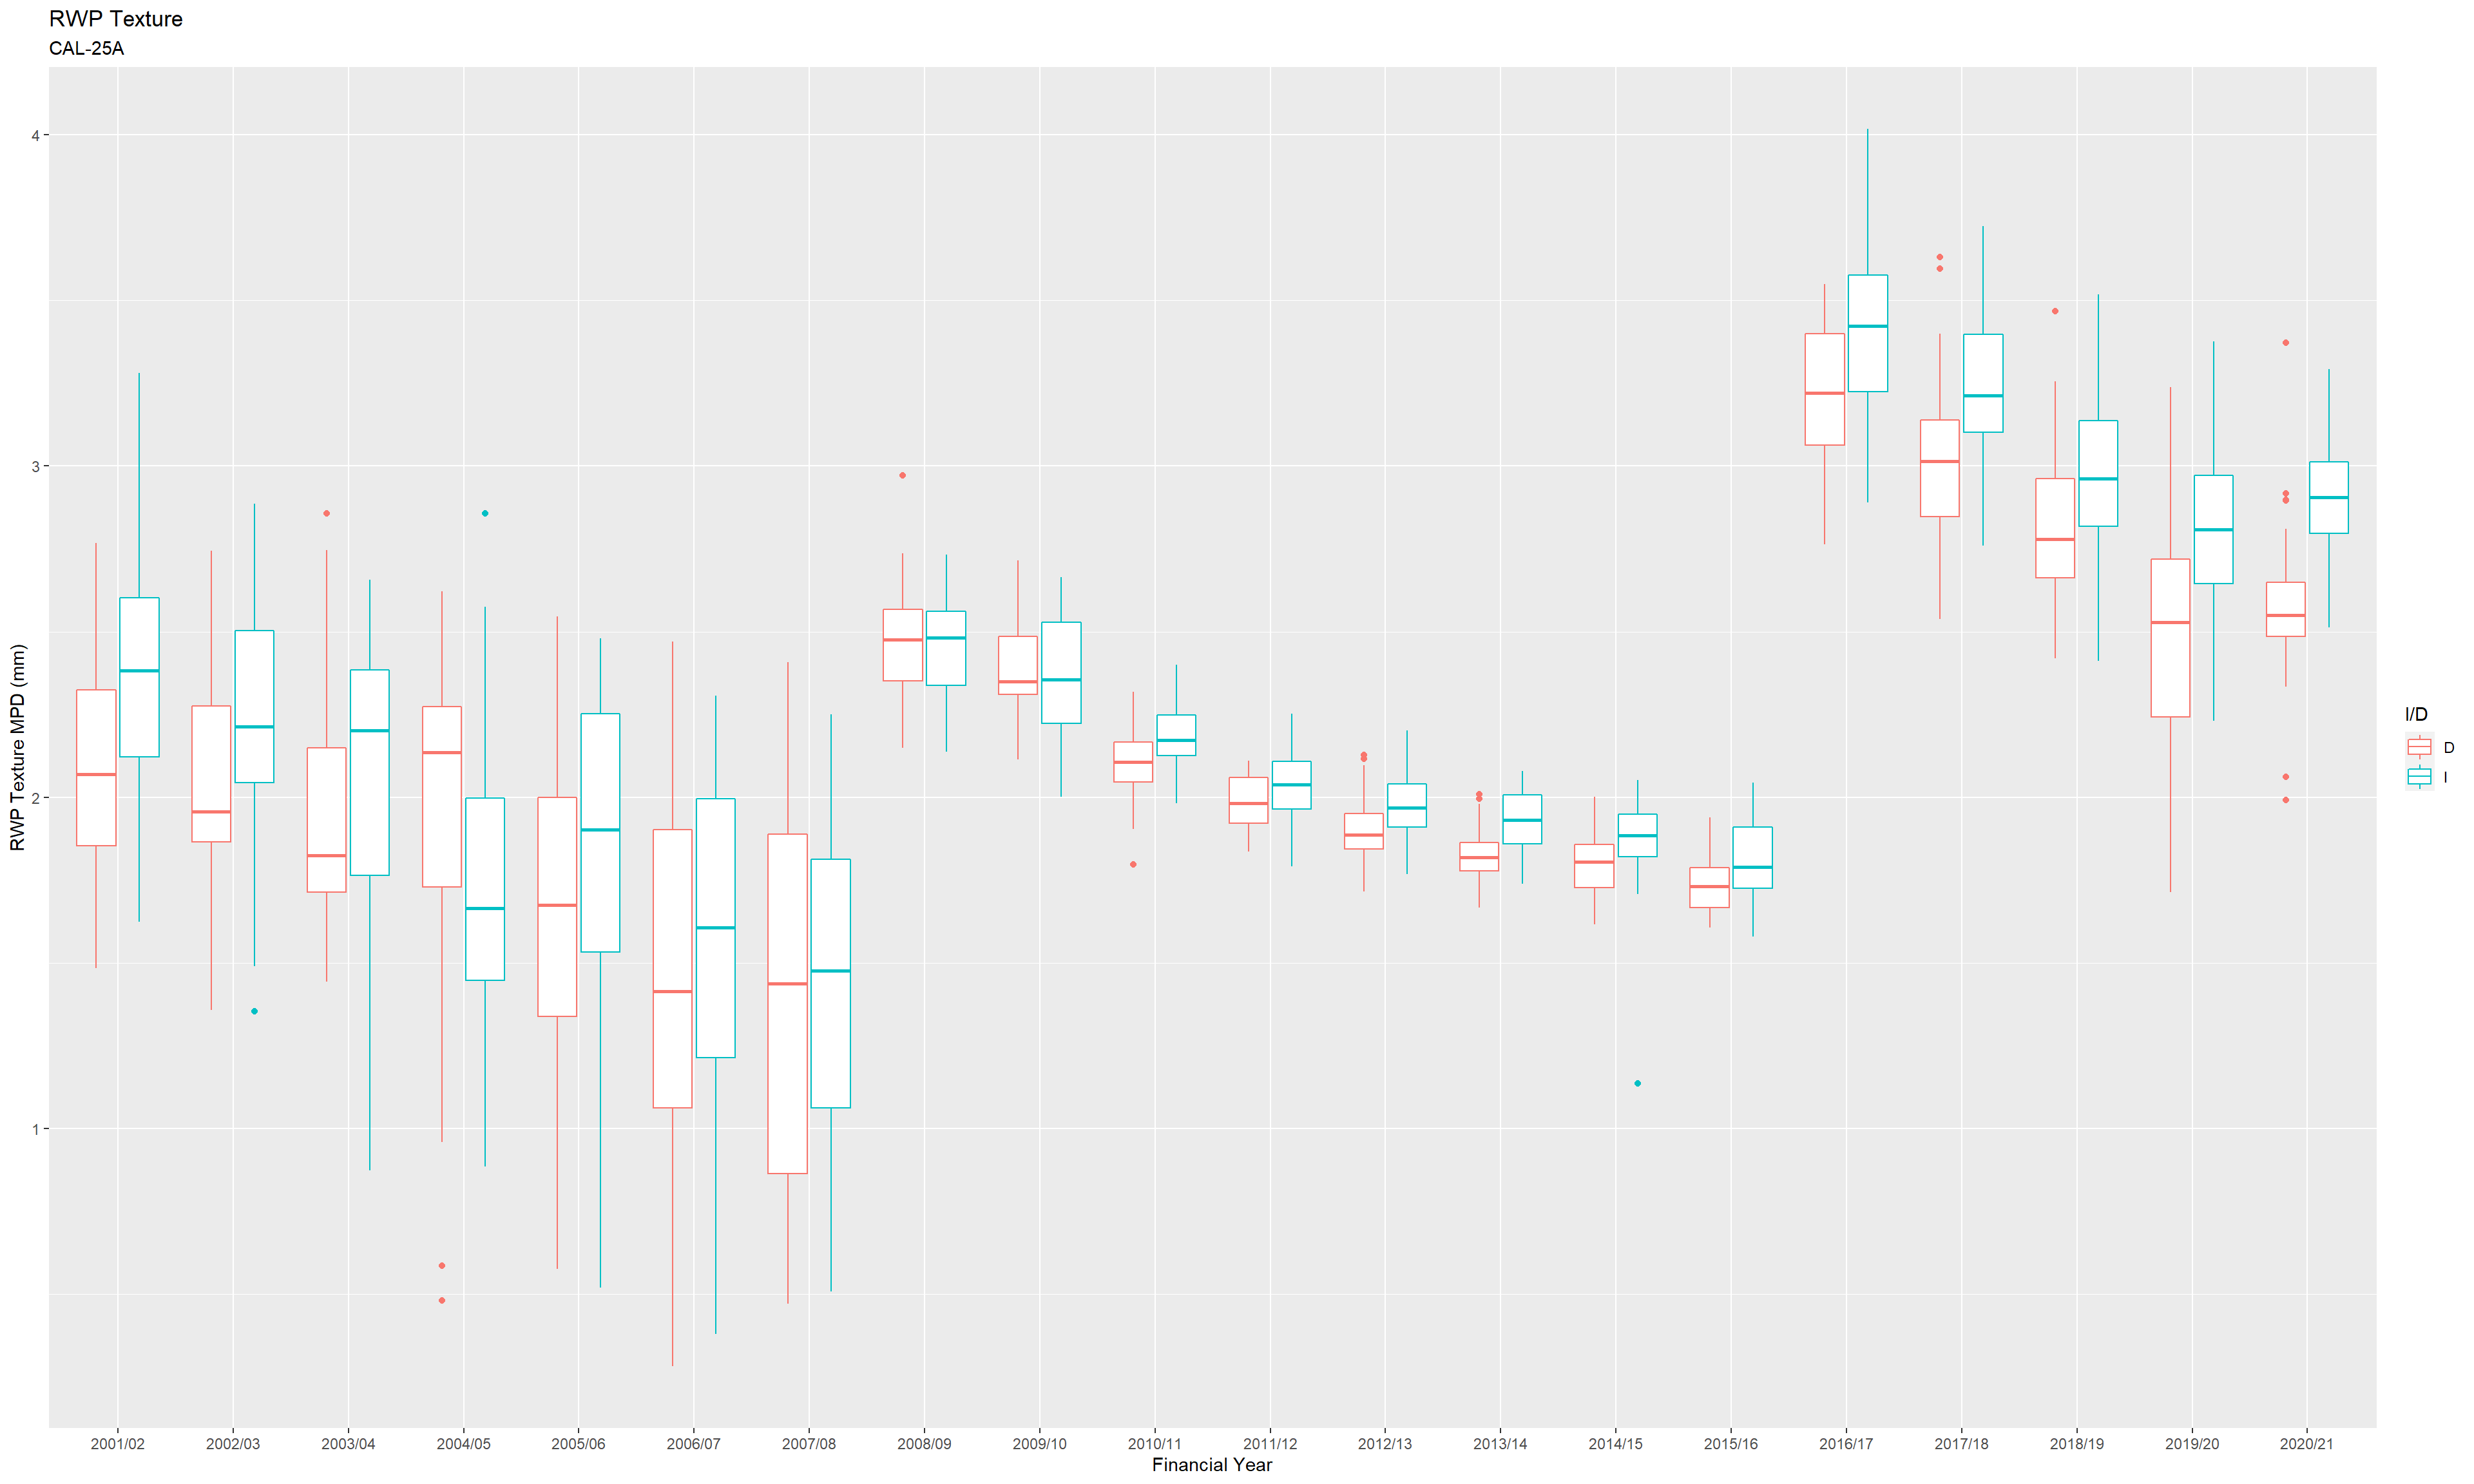 RWP Texture
CAL-25A
RWP Texture MPD (mm)
4
3
2
1
2001/02 2002/03 2003/04 2004/05 2005/06 2006/07 2007/08 2008/09 2009/10 2010/11 2011/12 2012/13 2013/14 2014/15 2015/16 2016/17 2017/18 2018/19 2019/20 2020/21
Financial Year
I/D
D
I